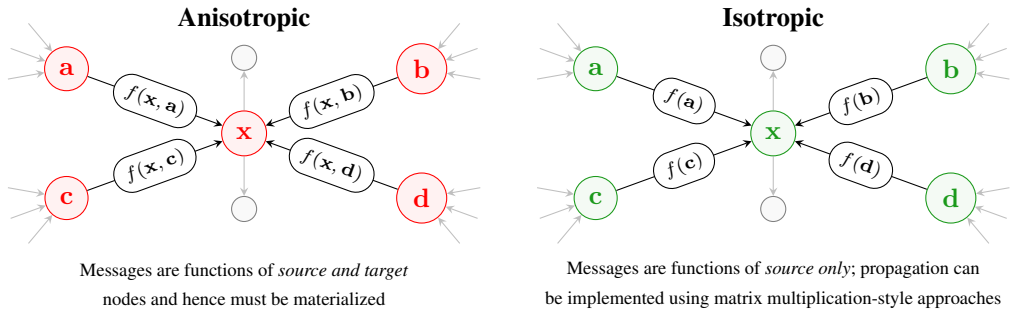 Anisotropic
a
b
f(x, a)
f(x, b)
x
f(x, c)
f(x, d)
c
d
Messages are functions of source and target
nodes and hence must be materialized
Isotropic
a
b
f(a)
f(b)
x
f(c)
f(d)
c
d
Messages are functions of source only; propagation can
be implemented using matrix multiplication-style approaches